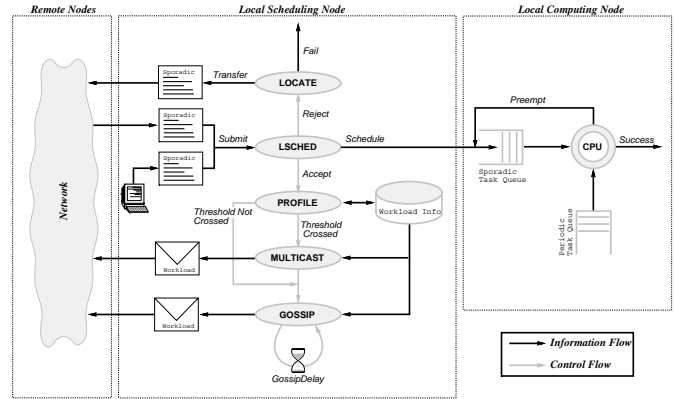 Remote Nodes
Local Scheduling Node
Local Computing Node
Fail
Sporadic
Transfer
LOCATE
Reject
Preempt
Sporadic
Submit
LSCHED
Schedule
CPU
Success
Sporadic
Accept
Sporadic
Task Queue
Network
PROFILE
Workload Info
Threshold Not
Crossed
Threshold
Crossed
Periodic
Task Queue
Workload
MULTICAST
Workload
GOSSIP
GossipDelay
Information Flow
Control Flow